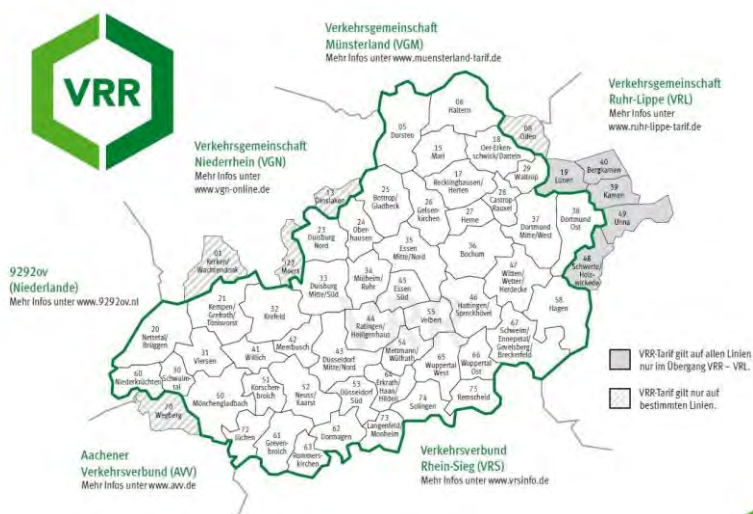 VRR
Verkehrsgemeinschaft
Münsterland (VGM)
Mehr Infos unter www.muensterland-tarif.de
Verkehrsgemeinschaft
Ruhr-Lippe (VRL)
Mehr Infos unter
www.ruhr-lippe-tarif.de
Verkehrsgemeinschaft
Niederrhein (VGN)
Mehr Infos unter
www.vgn-online.de
9292ov
(Niederlande)
Mehr Infos unter www.9292ov.nl
06
Haltern
05
Dorsten
08
Olfen
15
Marl
18
Oer-Erken-
schwick/Datteln
29
Waltrop
19
Lünen
40
Bergkamen
39
Kamen
49
Unna
17
Recklinghausen/
Herten
13
Dinslaken
25
Bottrop/
Gladbeck
26
Gelsen-
kirchen
28
Castrop-
Rauxel
27
Herne
37
Dortmund
Mitte/West
38
Dortmund
Ost
48
Schwerte/
Holz-
wickede
23
Duisburg
Nord
24
Ober-
hausen
35
Essen
Mitte/Nord
36
Bochum
01
Kerken/
Wachtendonk
22
Moers
33
Duisburg
Mitte/Süd
34
Mülheim/
Ruhr
45
Essen
Süd
47
Witten/
Wetter/
Herdecke
58
Hagen
21
Kempen/
Grefrath/
Tönisvorst
32
Krefeld
46
Hattingen/
Sprockhövel
20
Nettetal/
Brüggen
44
Ratingen/
Heiligenhaus
55
Velbert
67
Schwelm/
Ennepetal/
Gevelsberg/
Breckerfeld
31
Viersen
41
Willich
42
Meerbusch
43
Düsseldorf
Mitte/Nord
54
Mettmann/
Wülfrath
65
Wuppertal
West
66
Wuppertal
Ost
60
Niederkrüchten
30
Schwalm-
tal
50
Mönchengladbach
51
Korschen-
broich
52
Neuss/
Kaarst
53
Düsseldorf
Süd
64
Erkrath/
Haan/
Hilden
74
Solingen
75
Remscheid
70
Wegberg
72
Jüchen
61
Greven-
broich
63
Rommers-
kirchen
62
Dormagen
73
Langenfeld/
Monheim
VRR-Tarif gilt auf allen Linien
nur im Übergang VRR – VRL.
VRR-Tarif gilt nur auf
bestimmten Linien.
Aachener
Verkehrsverbund (AVV)
Mehr Infos unter www.avv.de
Verkehrsverbund
Rhein-Sieg (VRS)
Mehr Infos unter www.vrsinfo.de